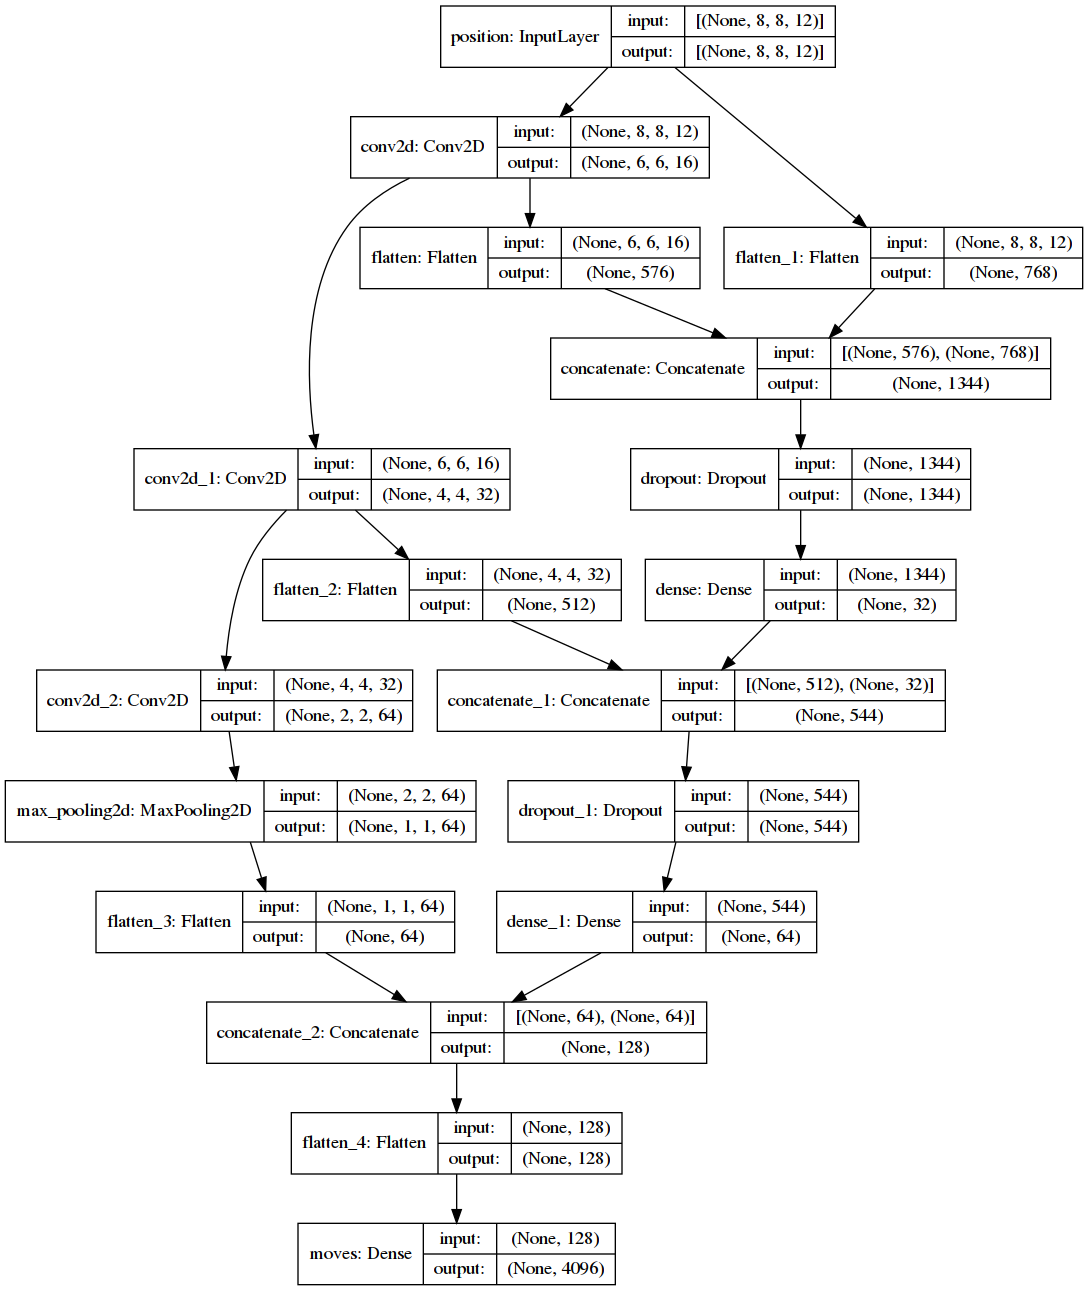 position: InputLayer
input:
[(None, 8, 8, 12)]
output:
[(None, 8, 8, 12)]
conv2d: Conv2D
input:
(None, 8, 8, 12)
output:
(None, 6, 6, 16)
flatten: Flatten
input:
(None, 6, 6, 16)
output:
(None, 576)
flatten_1: Flatten
input:
(None, 8, 8, 12)
output:
(None, 768)
concatenate: Concatenate
input:
[(None, 576), (None, 768)]
output:
(None, 1344)
conv2d_1: Conv2D
input:
(None, 6, 6, 16)
output:
(None, 4, 4, 32)
dropout: Dropout
input:
(None, 1344)
output:
(None, 1344)
flatten_2: Flatten
input:
(None, 4, 4, 32)
output:
(None, 512)
dense: Dense
input:
(None, 1344)
output:
(None, 32)
conv2d_2: Conv2D
input:
(None, 4, 4, 32)
output:
(None, 2, 2, 64)
concatenate_1: Concatenate
input:
[(None, 512), (None, 32)]
output:
(None, 544)
max_pooling2d: MaxPooling2D
input:
(None, 2, 2, 64)
output:
(None, 1, 1, 64)
dropout_1: Dropout
input:
(None, 544)
output:
(None, 544)
flatten_3: Flatten
input:
(None, 1, 1, 64)
output:
(None, 64)
dense_1: Dense
input:
(None, 544)
output:
(None, 64)
concatenate_2: Concatenate
input:
[(None, 64), (None, 64)]
output:
(None, 128)
flatten_4: Flatten
input:
(None, 128)
output:
(None, 128)
moves: Dense
input:
(None, 128)
output:
(None, 4096)